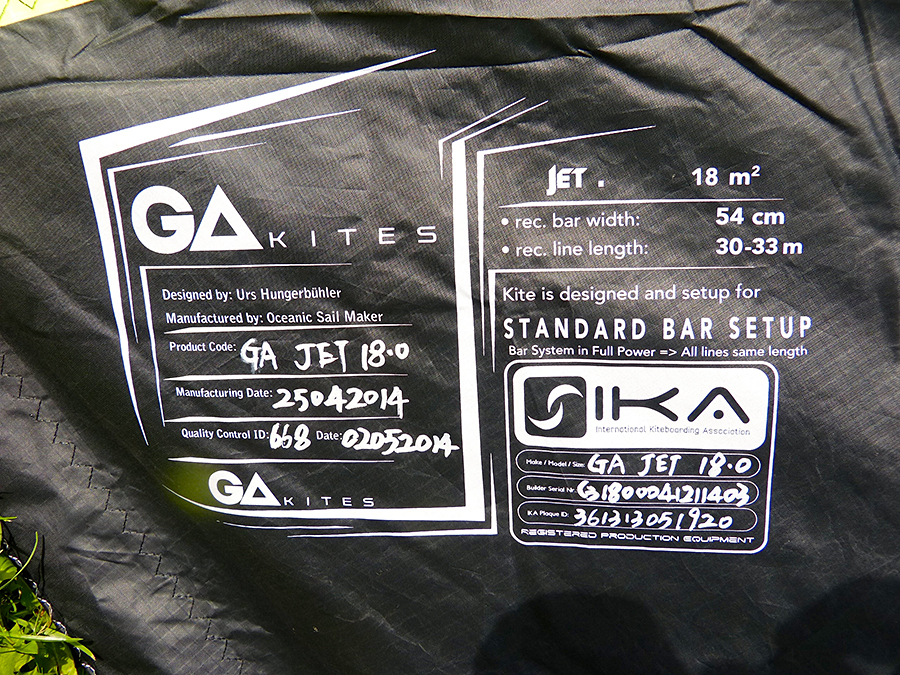 GA KITES
Designed by: Urs Hungerbühler
Manufactured by: Oceanic Sail Maker
Product Code: GA JET 18.0
Manufacturing Date: 25042014
Quality Control ID: 668 Date: 02052014
GA KITES
JET . 18 m²
• rec. bar width: 54 cm
• rec. line length: 30-33 m
Kite is designed and setup for
STANDARD BAR SETUP
Bar System in Full Power => All lines same length
IKA
International Kiteboarding Association
Make / Model / Size: GA JET 18.0
Builder Serial Nr.: G1800041211403
IKA Plaque ID: 361313051920
REGISTERED PRODUCTION EQUIPMENT